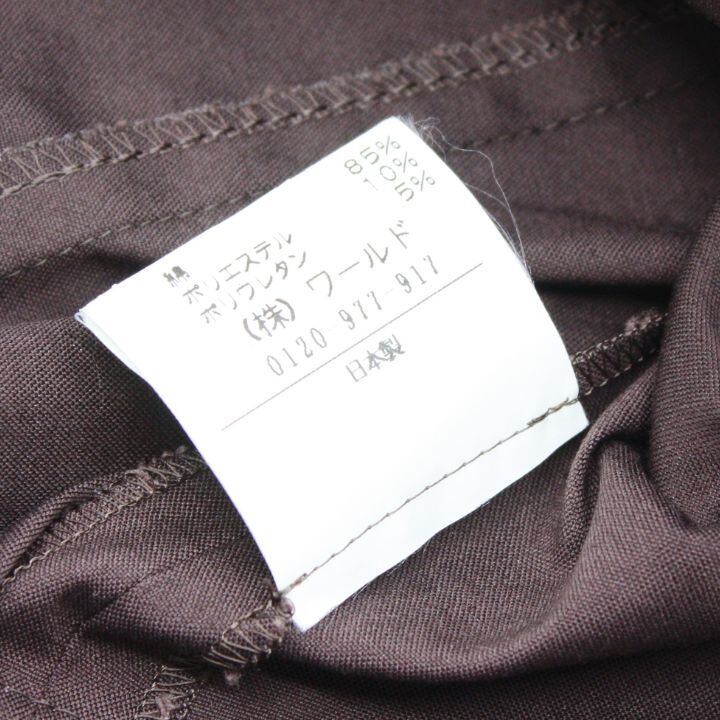 綿 85%
ポリエステル 10%
ポリウレタン 5%
(株) ワールド
0120-977-917
日本製